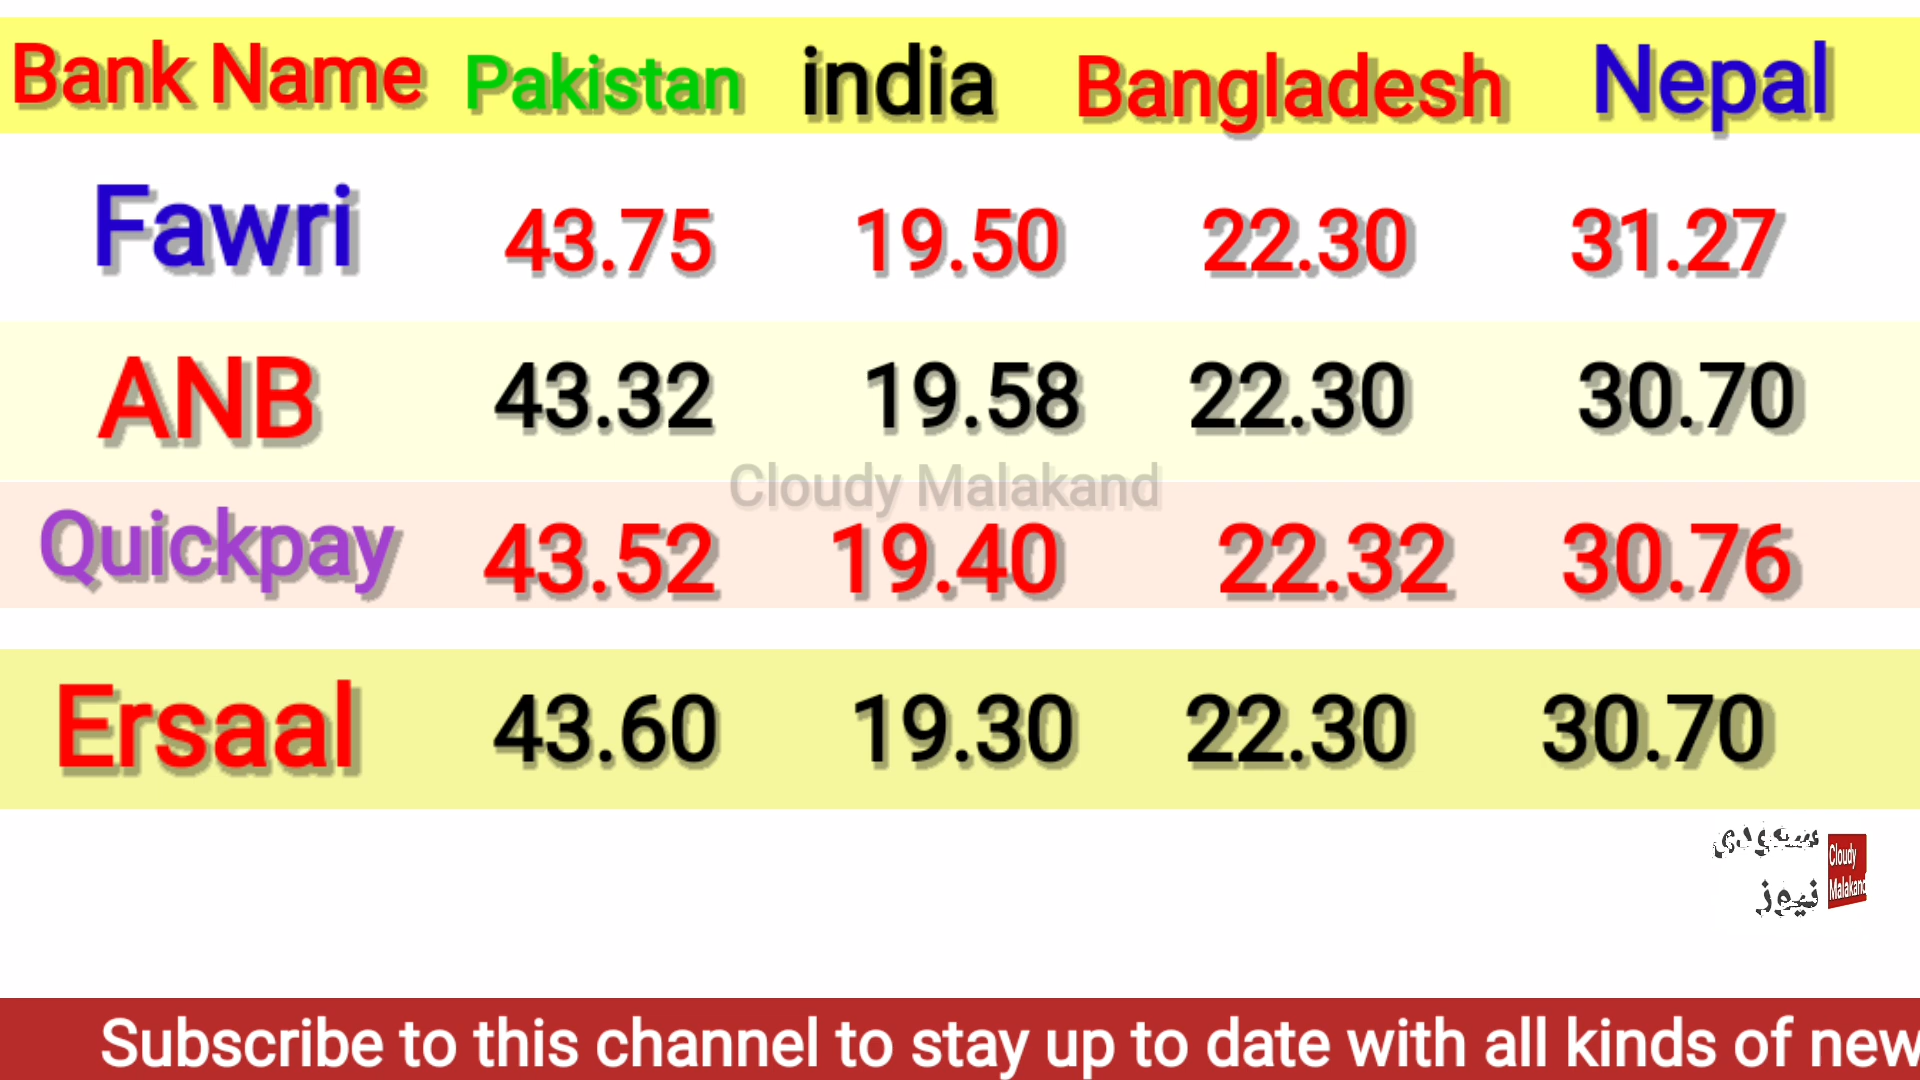 Bank Name Pakistan india Bangladesh Nepal
Fawri 43.75 19.50 22.30 31.27
ANB 43.32 19.58 22.30 30.70
Cloudy Malakand
Quickpay 43.52 19.40 22.32 30.76
Ersaal 43.60 19.30 22.30 30.70
سعودی
نیوز
Cloudy
Malakand
Subscribe to this channel to stay up to date with all kinds of new